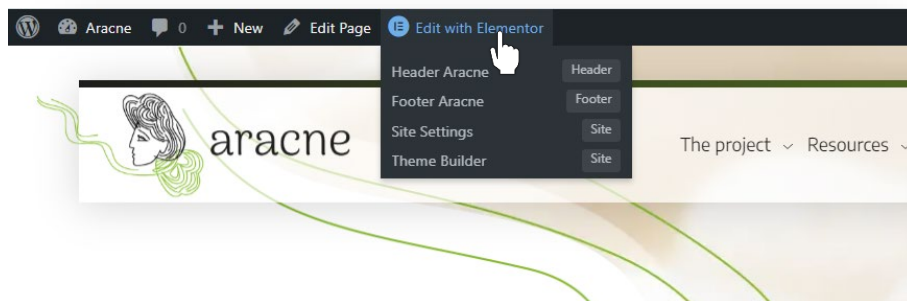 Aracne 0 New Edit Page Edit with Elementor
Header Aracne Header
Footer Aracne Footer
Site Settings Site
Theme Builder Site
aracne
The project Resources